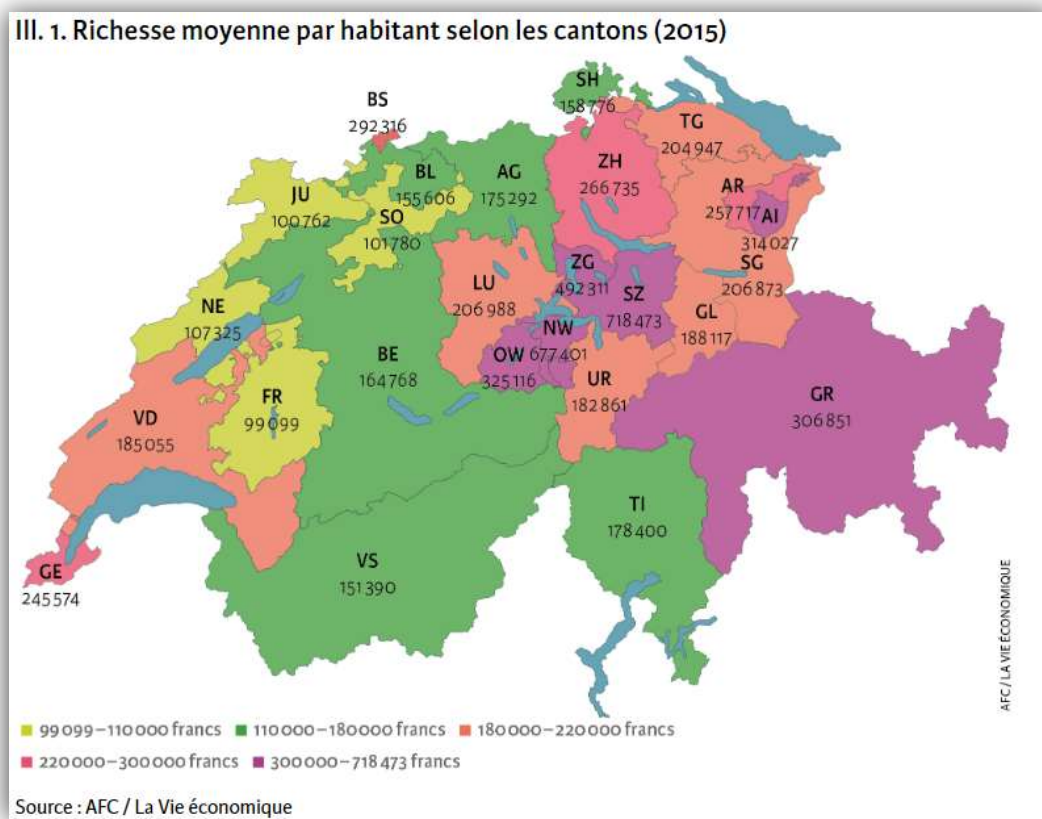 Ill. 1. Richesse moyenne par habitant selon les cantons (2015)
SH
158 776
BS
292 316
TG
204 947
ZH
266 735
BL
155 606
AG
175 292
JU
100 762
SO
101 780
AR
257 717
AI
314 027
ZG
492 311
SZ
718 473
SG
206 873
LU
206 988
NE
107 325
GL
188 117
NW
677 401
OW
325 116
BE
164 768
UR
182 861
GR
306 851
FR
99 099
VD
185 055
TI
178 400
VS
151 390
GE
245 574
AFC / LA VIE ÉCONOMIQUE
99 099–110 000 francs 110 000–180 000 francs 180 000–220 000 francs
220 000–300 000 francs 300 000–718 473 francs
Source : AFC / La Vie économique